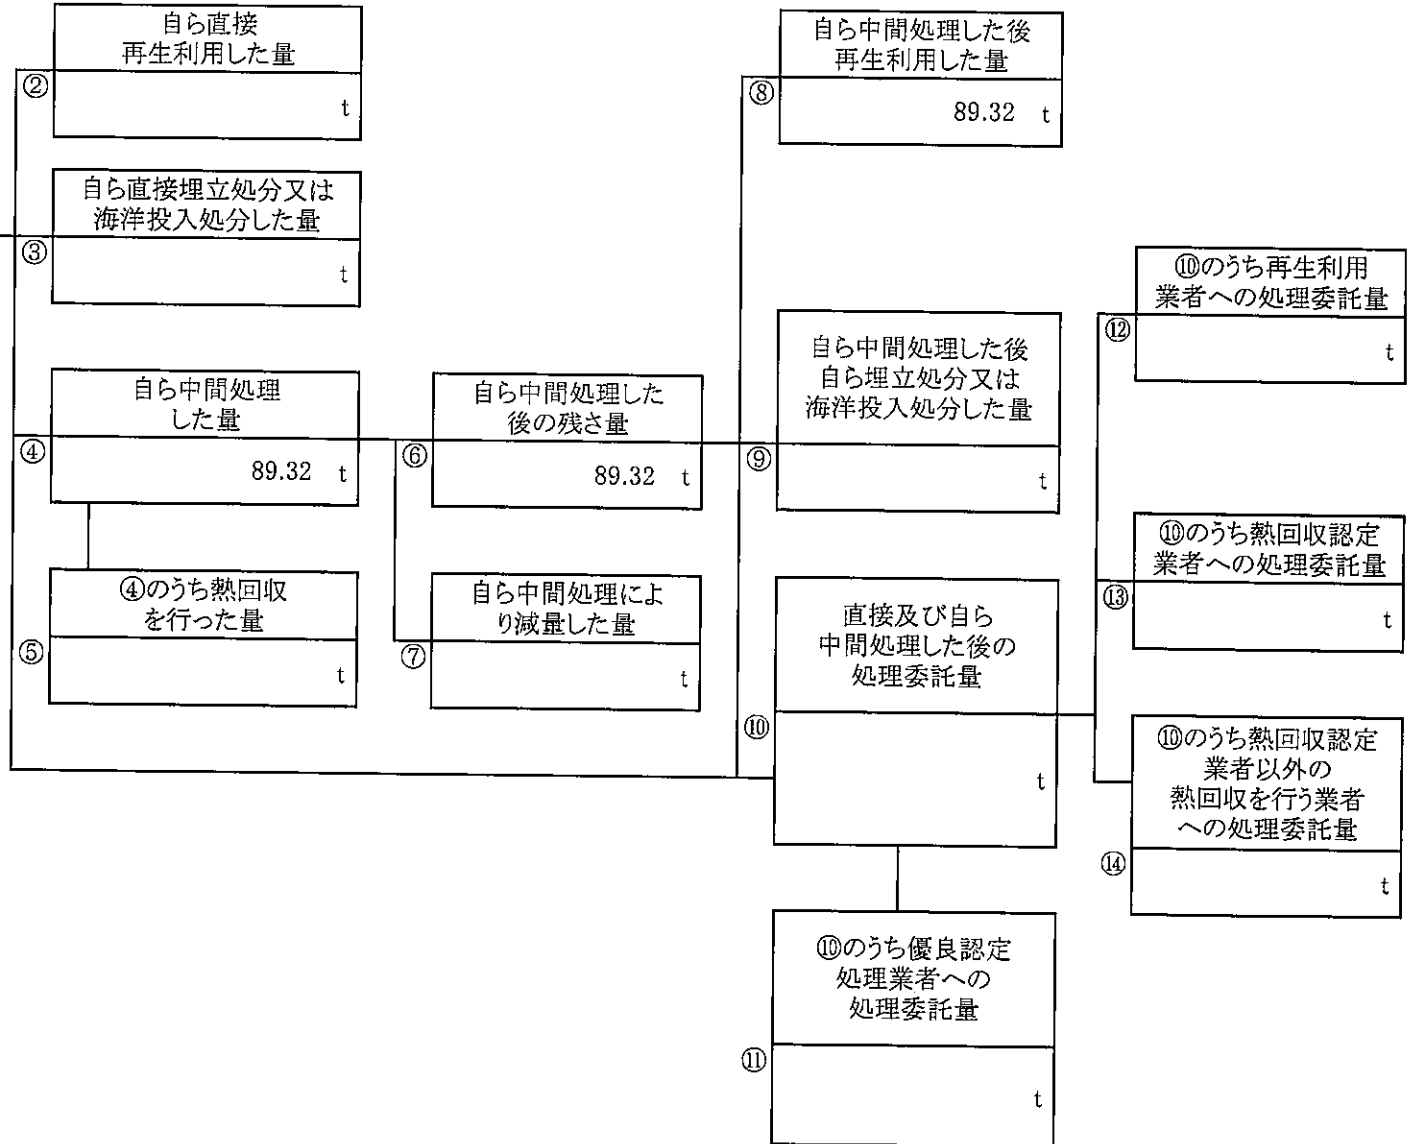 自ら直接
再生利用した量
②
t
自ら直接埋立処分又は
海洋投入処分した量
③
t
自ら中間処理
した量
④
89.32 t
④のうち熱回収
を行った量
⑤
t
自ら中間処理した
後の残さ量
⑥
89.32 t
自ら中間処理によ
り減量した量
⑦
t
自ら中間処理した後
再生利用した量
⑧
89.32 t
自ら中間処理した後
自ら埋立処分又は
海洋投入処分した量
⑨
t
直接及び自ら
中間処理した後の
処理委託量
⑩
t
⑩のうち優良認定
処理業者への
処理委託量
⑪
t
⑩のうち再生利用
業者への処理委託量
⑫
t
⑩のうち熱回収認定
業者への処理委託量
⑬
t
⑩のうち熱回収認定
業者以外の
熱回収を行う業者
への処理委託量
⑭
t